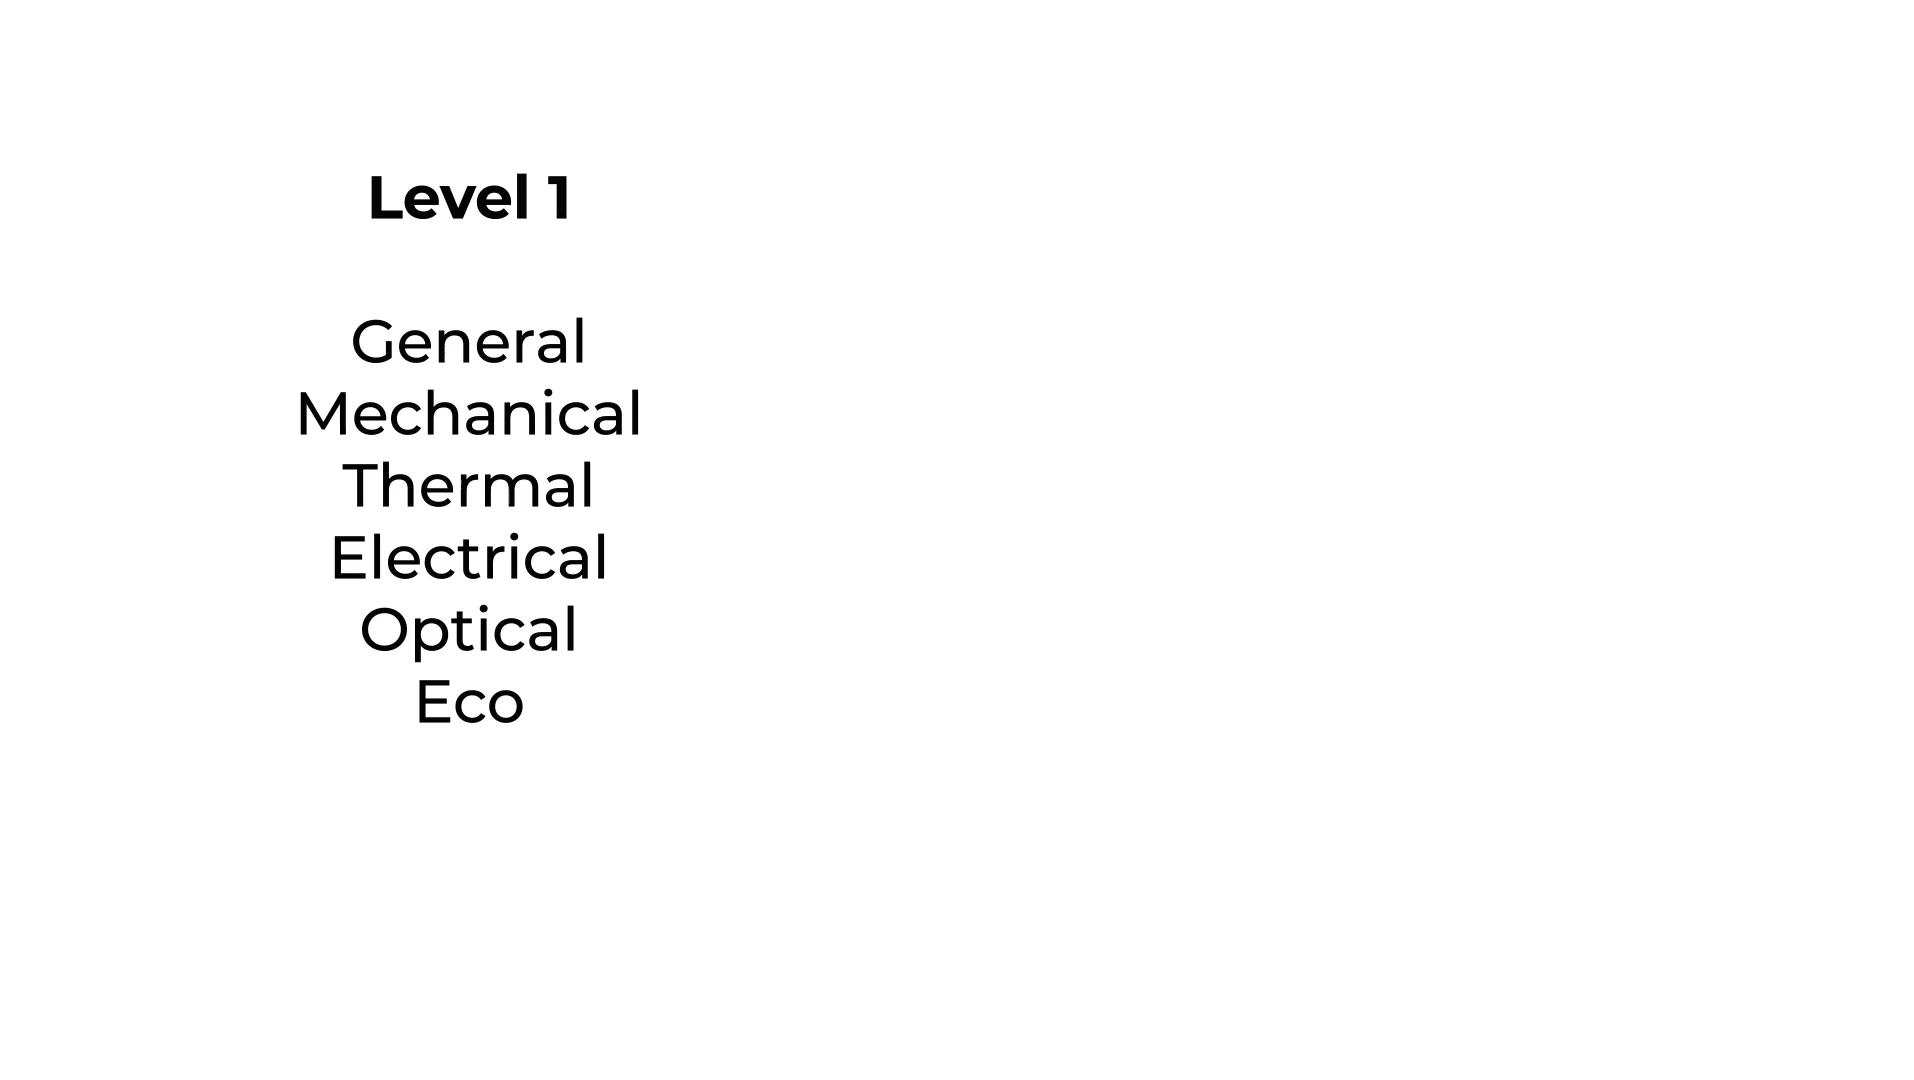 Level 1
General
Mechanical
Thermal
Electrical
Optical
Eco